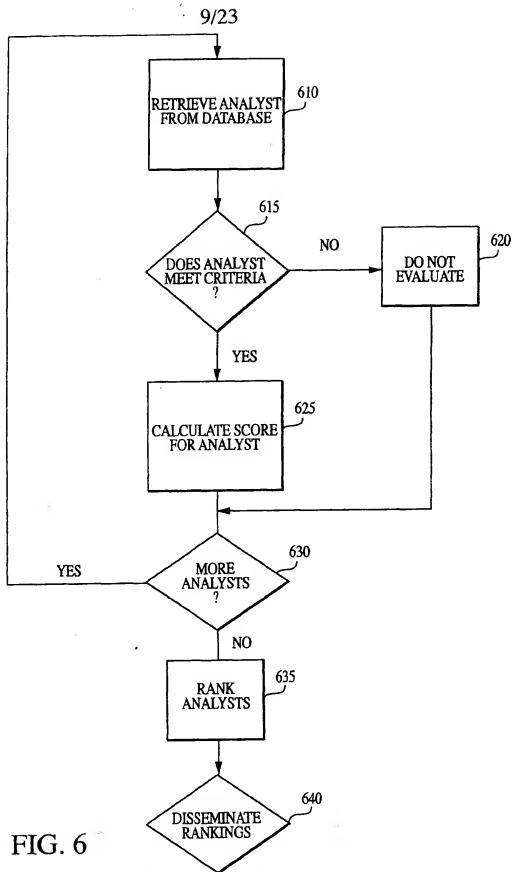 9/23
RETRIEVE ANALYST
FROM DATABASE
610
615
DOES ANALYST
MEET CRITERIA
?
NO
620
DO NOT
EVALUATE
YES
CALCULATE SCORE
FOR ANALYST
625
630
MORE
ANALYSTS
?
YES
NO
RANK
ANALYSTS
635
DISSEMINATE
RANKINGS
640
FIG. 6